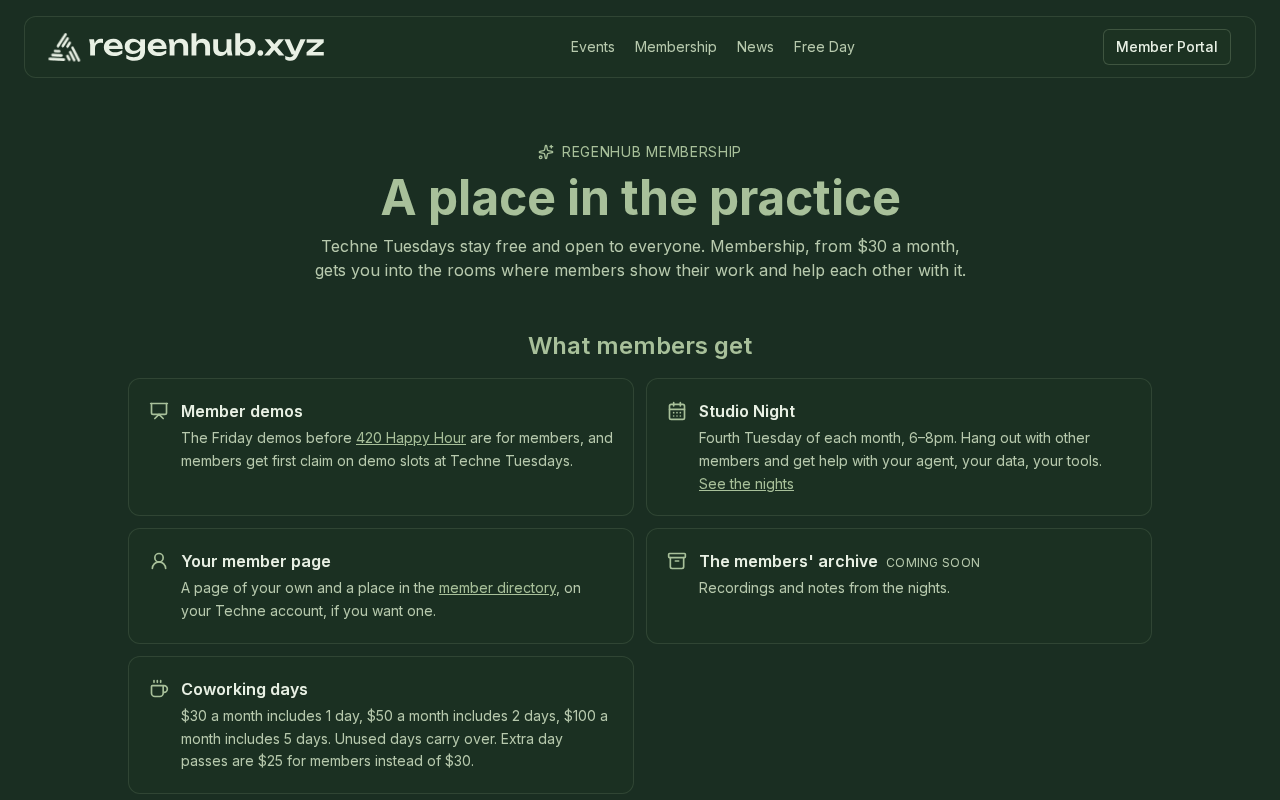 regenhub.xyz
Events
Membership
News
Free Day
Member Portal
REGENHUB MEMBERSHIP
A place in the practice
Techne Tuesdays stay free and open to everyone. Membership, from $30 a month,
gets you into the rooms where members show their work and help each other with it.
What members get
Member demos
The Friday demos before 420 Happy Hour are for members, and
members get first claim on demo slots at Techne Tuesdays.
Studio Night
Fourth Tuesday of each month, 6–8pm. Hang out with other
members and get help with your agent, your data, your tools.
See the nights
Your member page
A page of your own and a place in the member directory, on
your Techne account, if you want one.
The members' archive COMING SOON
Recordings and notes from the nights.
Coworking days
$30 a month includes 1 day, $50 a month includes 2 days, $100 a
month includes 5 days. Unused days carry over. Extra day
passes are $25 for members instead of $30.